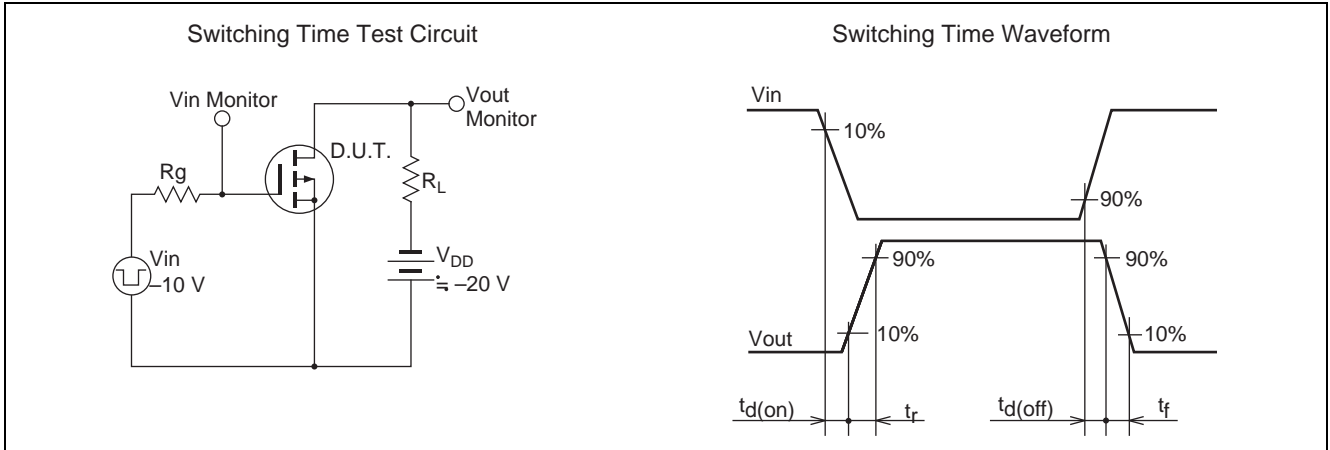 Switching Time Test Circuit
Vin Monitor
Vout
Monitor
D.U.T.
Rg
RL
Vin
–10 V
VDD
≒ –20 V
Switching Time Waveform
Vin
10%
90%
90%
90%
10%
10%
Vout
td(on)
tr
td(off)
tf